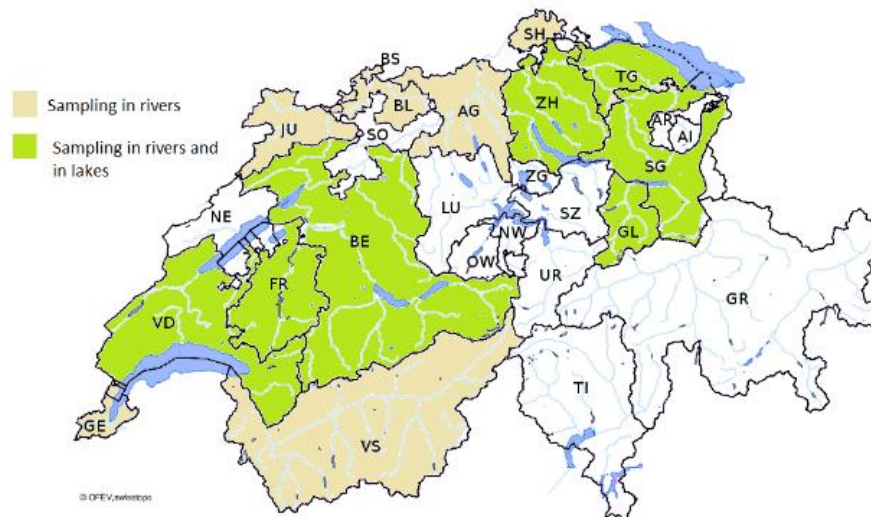 SH
BS
Sampling in rivers
TG
BL
ZH
JU
AG
AR
AI
SO
Sampling in rivers and
in lakes
SG
ZG
NE
LU
SZ
BE
NW
GL
OW
UR
FR
GR
VD
TI
GE
VS
© OFEV, swisstopo